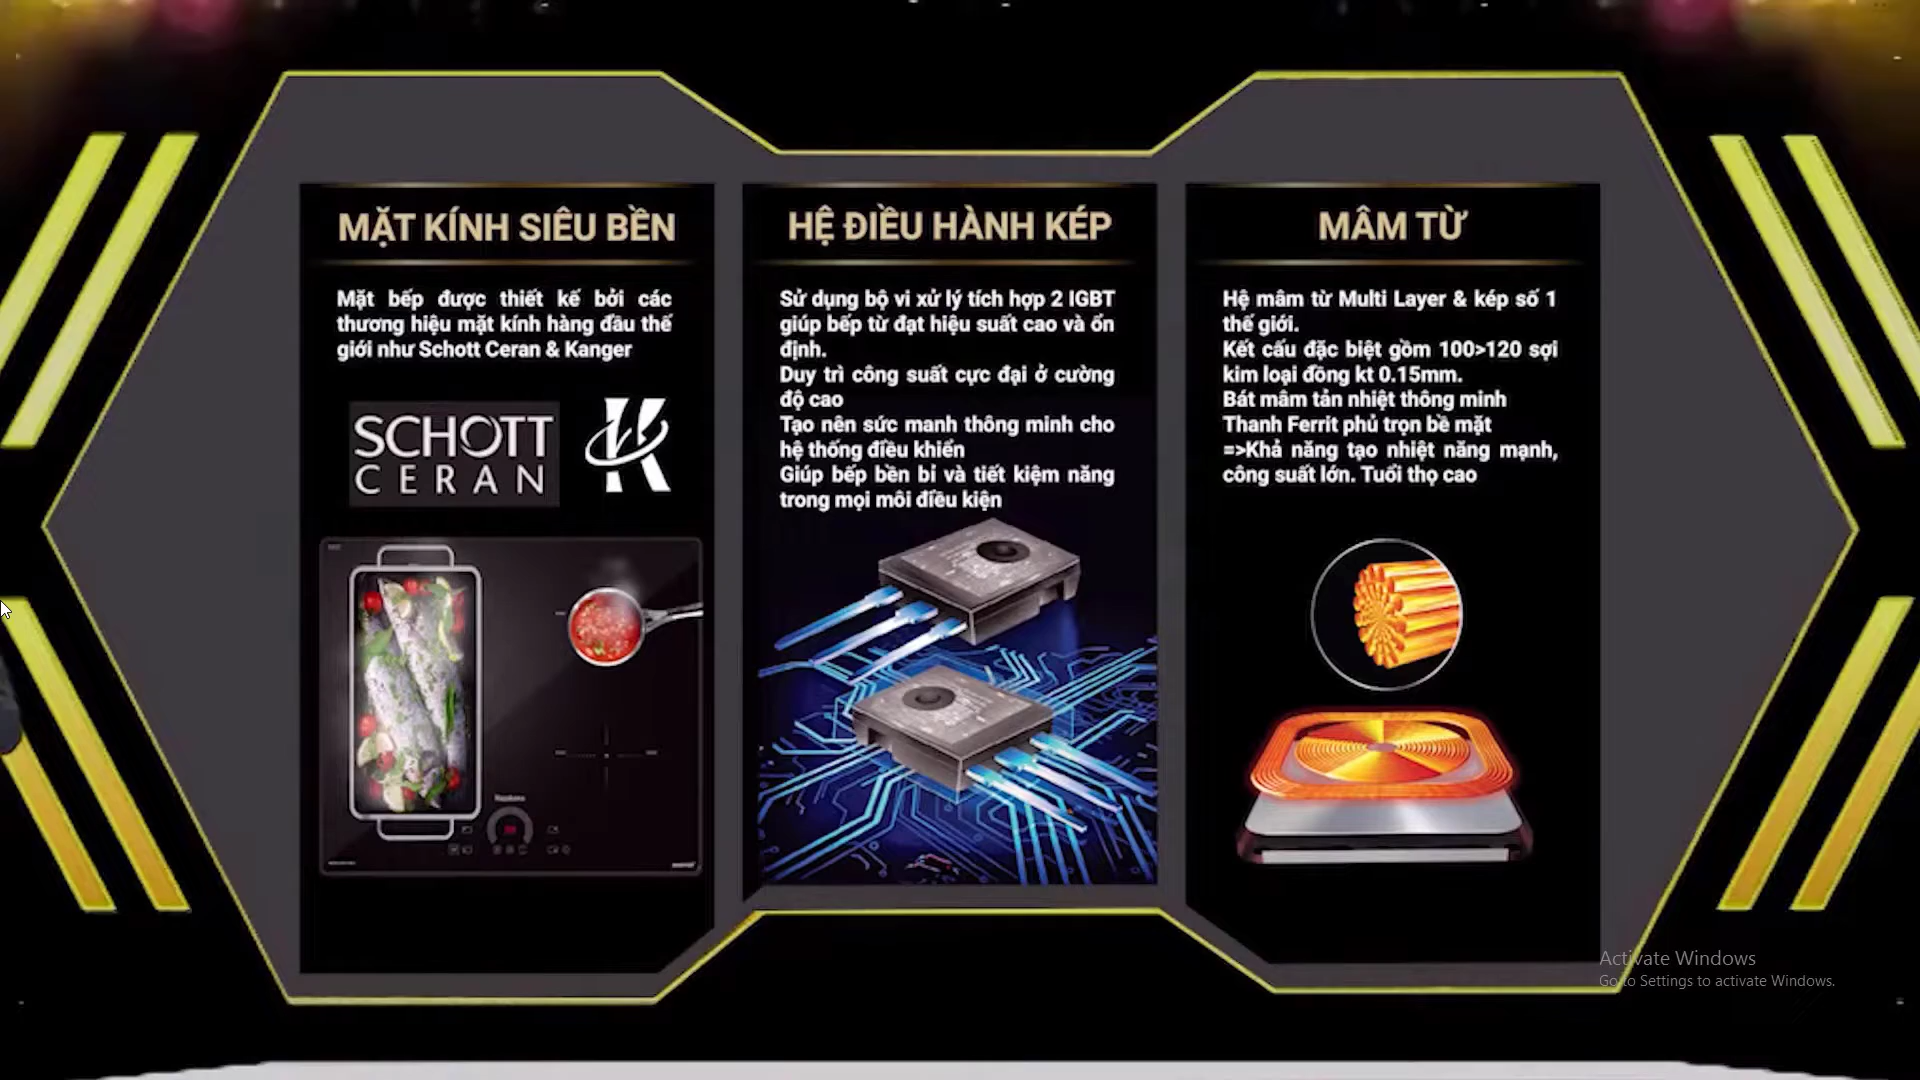 MẶT KÍNH SIÊU BỀN
Mặt bếp được thiết kế bởi các
thương hiệu mặt kính hàng đầu thế
giới như Schott Ceran & Kanger
SCHOTT
CERAN
K
HỆ ĐIỀU HÀNH KÉP
Sử dụng bộ vi xử lý tích hợp 2 IGBT
giúp bếp từ đạt hiệu suất cao và ổn
định.
Duy trì công suất cực đại ở cường
độ cao
Tạo nên sức manh thông minh cho
hệ thống điều khiển
Giúp bếp bền bỉ và tiết kiệm năng
trong mọi môi điều kiện
MÂM TỪ
Hệ mâm từ Multi Layer & kép số 1
thế giới.
Kết cấu đặc biệt gồm 100>120 sợi
kim loại đồng kt 0.15mm.
Bát mâm tản nhiệt thông minh
Thanh Ferrit phủ trọn bề mặt
=>Khả năng tạo nhiệt năng mạnh,
công suất lớn. Tuổi thọ cao
Activate Windows
Go to Settings to activate Windows.